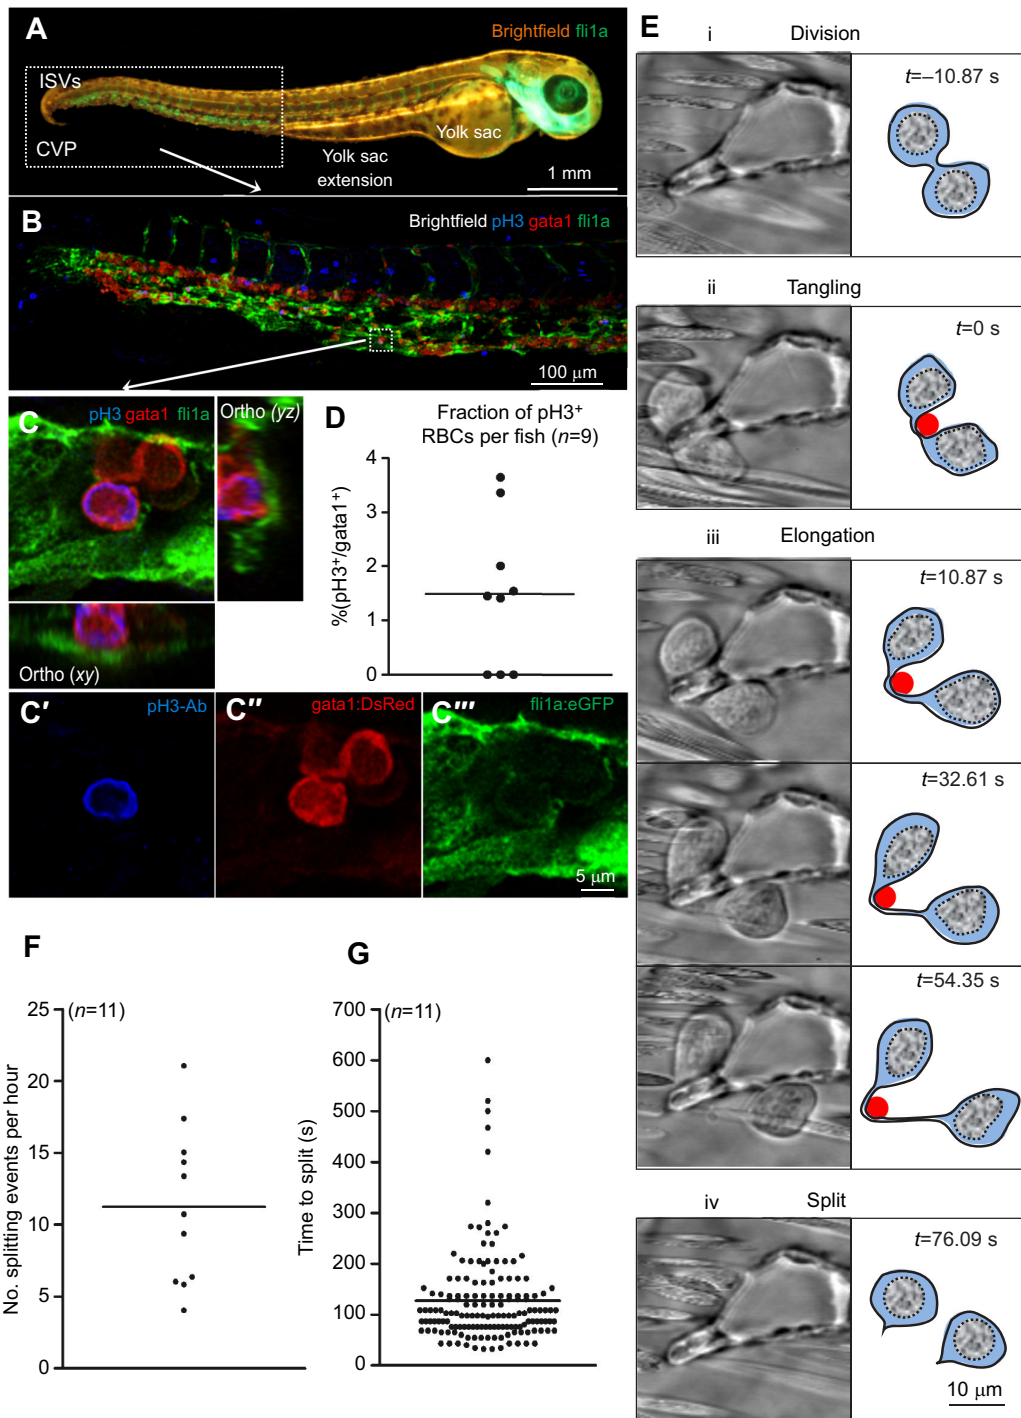 A
Brightfield fli1a
ISVs
CVP
Yolk sac
Yolk sac
extension
1 mm
B
Brightfield pH3 gata1 fli1a
100 μm
C
pH3 gata1 fli1a
Ortho (yz)
Ortho (xy)
C′
pH3-Ab
C″
gata1:DsRed
C‴
fli1a:eGFP
5 μm
D
Fraction of pH3⁺
RBCs per fish (n=9)
%(pH3⁺/gata1⁺)
4
3
2
1
0
E
i Division
t=–10.87 s
ii Tangling
t=0 s
iii Elongation
t=10.87 s
t=32.61 s
t=54.35 s
iv Split
t=76.09 s
10 μm
F
(n=11)
No. splitting events per hour
25
20
15
10
5
0
G
(n=11)
Time to split (s)
700
600
500
400
300
200
100
0